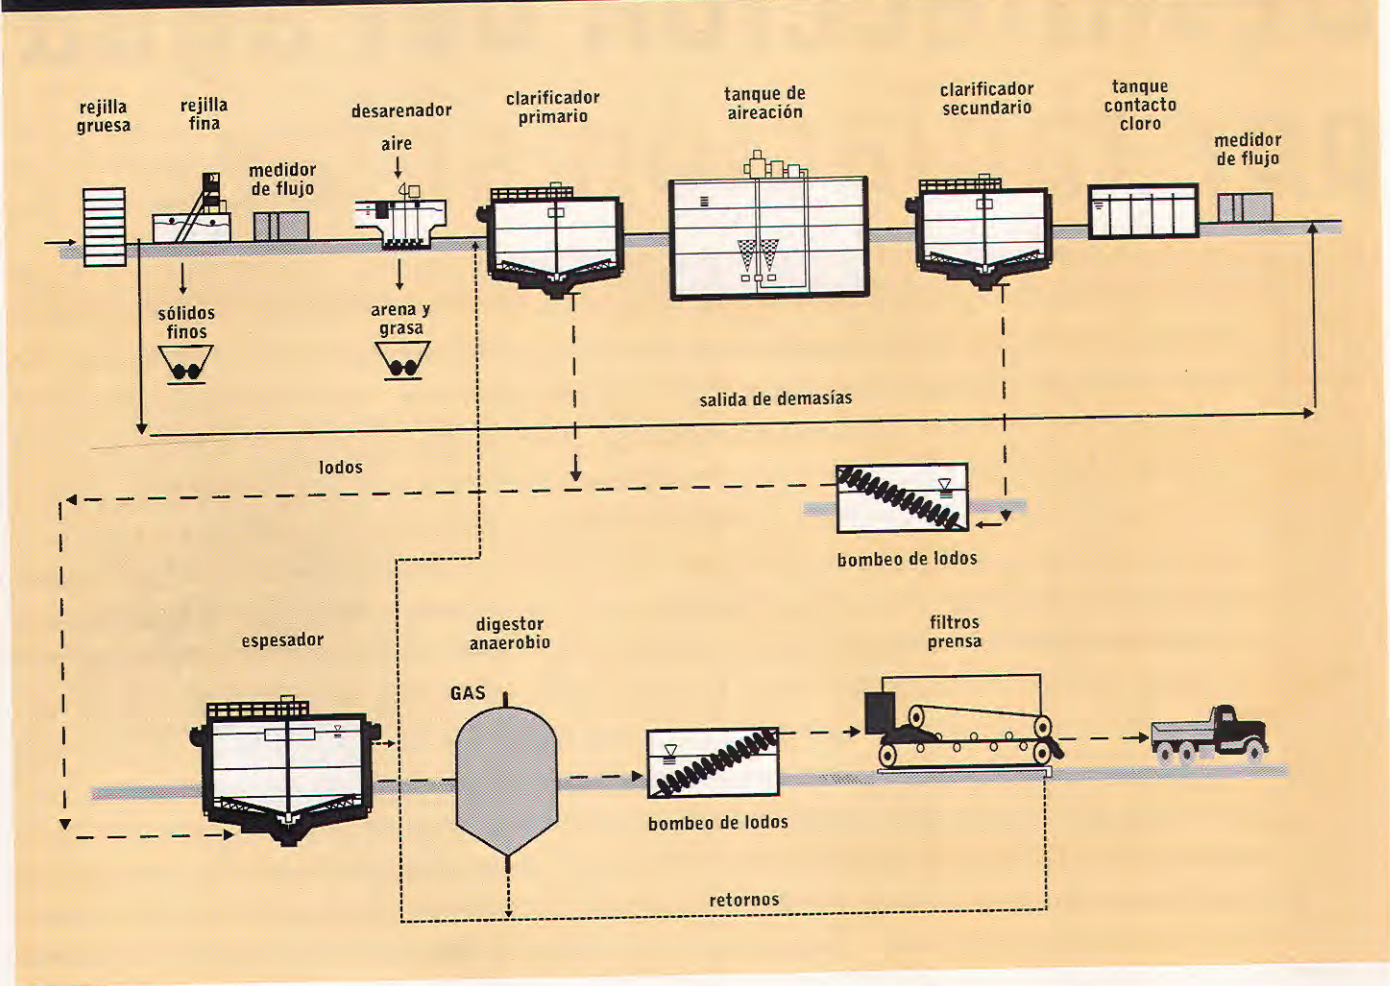 rejilla
gruesa
rejilla
fina
medidor
de flujo
desarenador
aire
clarificador
primario
tanque de
aireación
clarificador
secundario
tanque
contacto
cloro
medidor
de flujo
sólidos
finos
arena y
grasa
salida de demasías
lodos
bombeo de lodos
espesador
digestor
anaerobio
GAS
bombeo de lodos
filtros
prensa
retornos